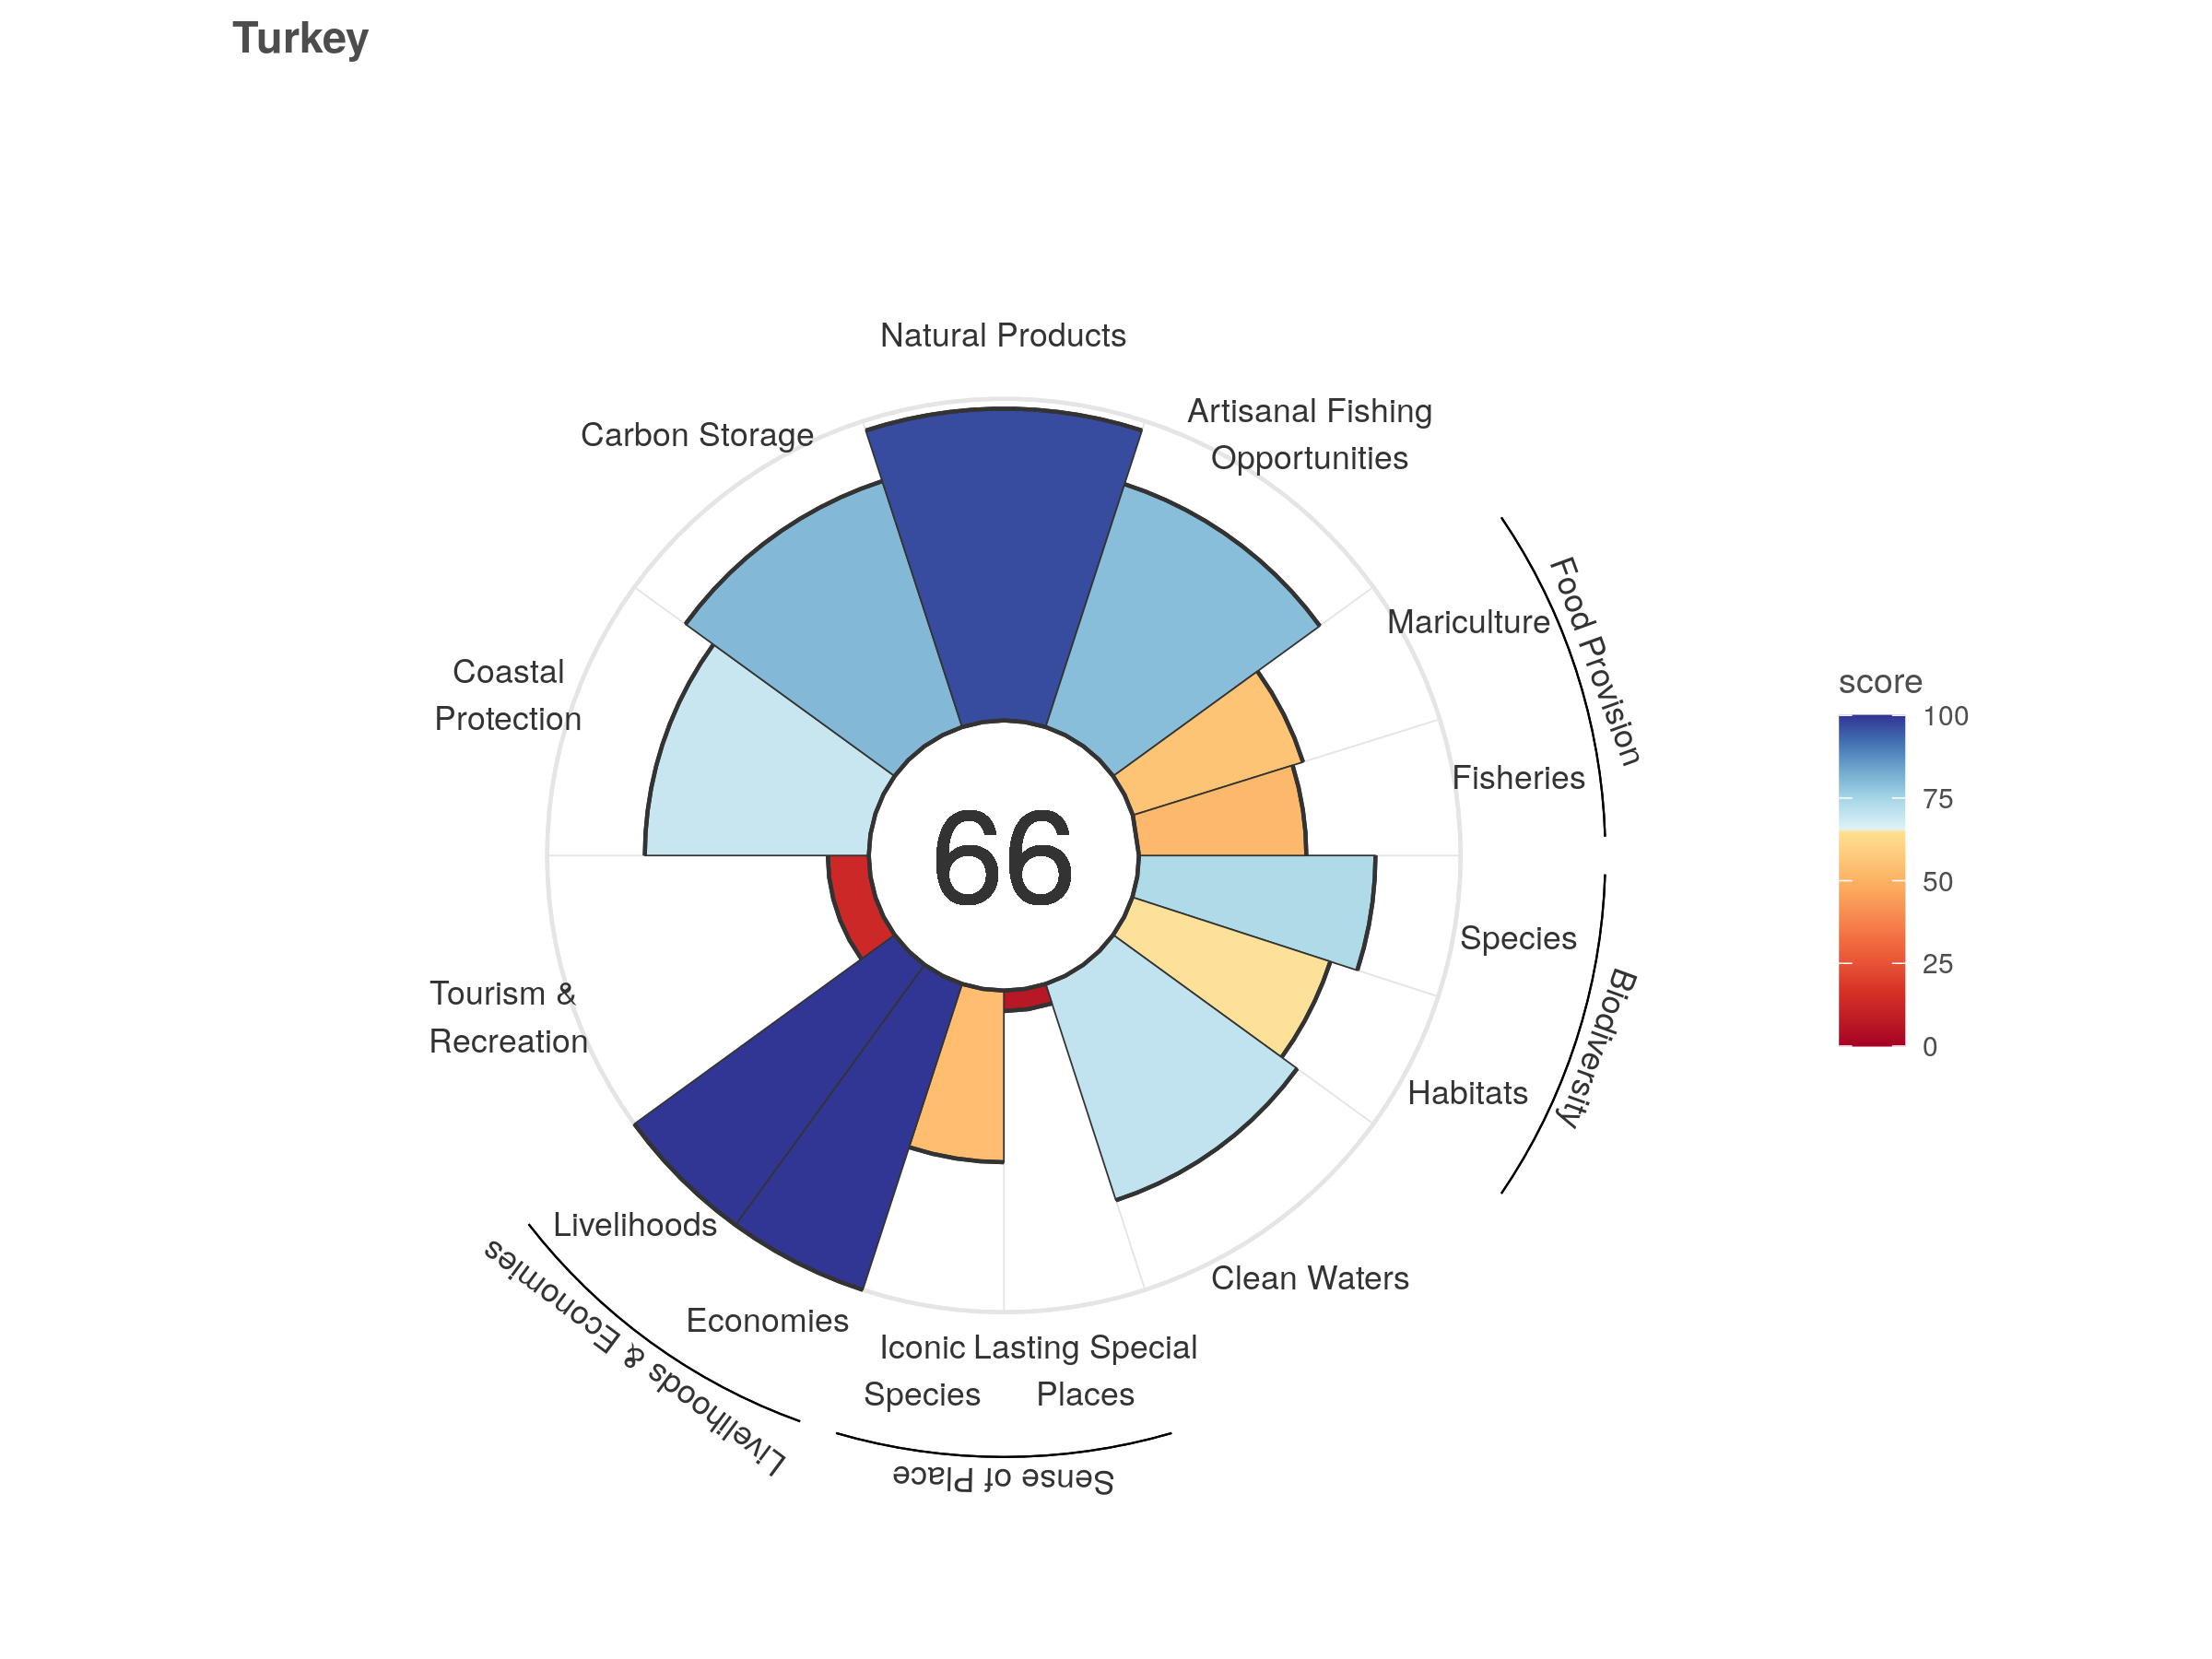 Turkey
Natural Products
Artisanal Fishing
Opportunities
Carbon Storage
Mariculture
Food Provision
Coastal
Protection
Fisheries
score
100
75
50
25
0
66
Species
Biodiversity
Habitats
Tourism &
Recreation
Livelihoods
Livelihoods & Economies
Economies
Clean Waters
Iconic
Species
Lasting Special
Places
Sense of Place